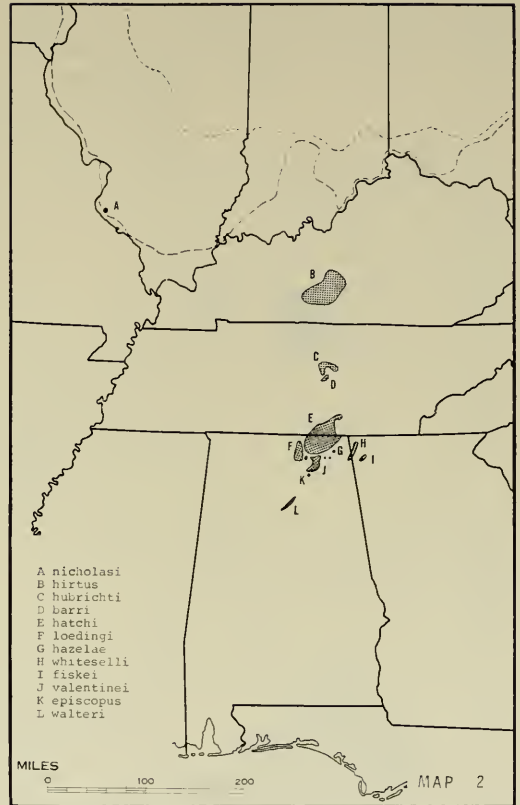 A
B
C
D
E
F
G
H
I
J
K
L
A nicholasi
B hirtus
C hubrichti
D barri
E hatchi
F loedingi
G hazelae
H whiteselli
I fiskei
J valentinei
K episcopus
L walteri
MILES
0 100 200
MAP 2